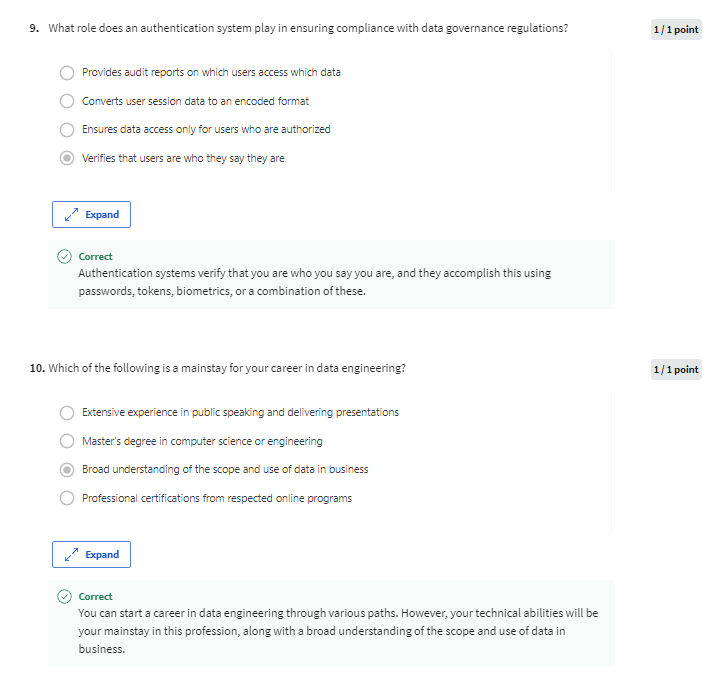 9. What role does an authentication system play in ensuring compliance with data governance regulations?
1 / 1 point
Provides audit reports on which users access which data
Converts user session data to an encoded format
Ensures data access only for users who are authorized
Verifies that users are who they say they are
Expand
Correct
Authentication systems verify that you are who you say you are, and they accomplish this using
passwords, tokens, biometrics, or a combination of these.
10. Which of the following is a mainstay for your career in data engineering?
1 / 1 point
Extensive experience in public speaking and delivering presentations
Master's degree in computer science or engineering
Broad understanding of the scope and use of data in business
Professional certifications from respected online programs
Expand
Correct
You can start a career in data engineering through various paths. However, your technical abilities will be
your mainstay in this profession, along with a broad understanding of the scope and use of data in
business.